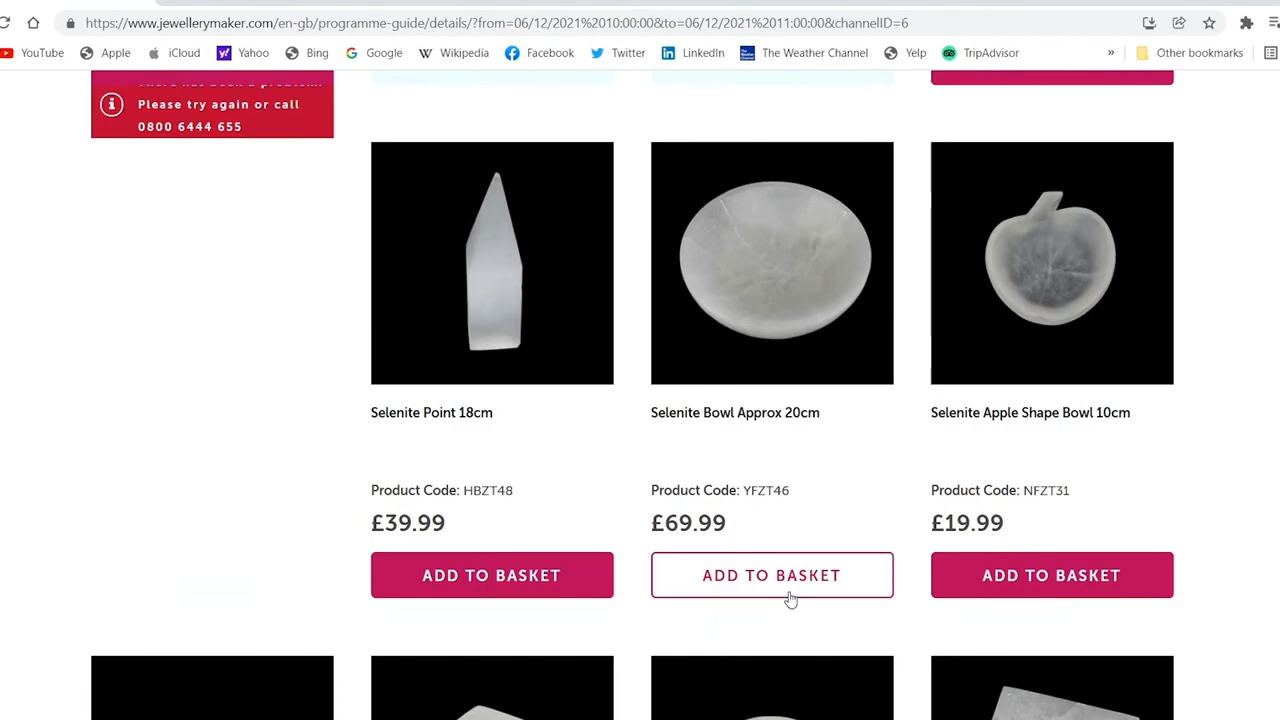 https://www.jewellerymaker.com/en-gb/programme-guide/details/?from=06/12/2021%2010:00:00&to=06/12/2021%2011:00:00&channelID=6
YouTube Apple iCloud Yahoo Bing Google Wikipedia Facebook Twitter LinkedIn The Weather Channel Yelp TripAdvisor » Other bookmarks
There has been a problem.
Please try again or call
0800 6444 655
Selenite Point 18cm
Product Code: HBZT48
£39.99
ADD TO BASKET
Selenite Bowl Approx 20cm
Product Code: YFZT46
£69.99
ADD TO BASKET
Selenite Apple Shape Bowl 10cm
Product Code: NFZT31
£19.99
ADD TO BASKET